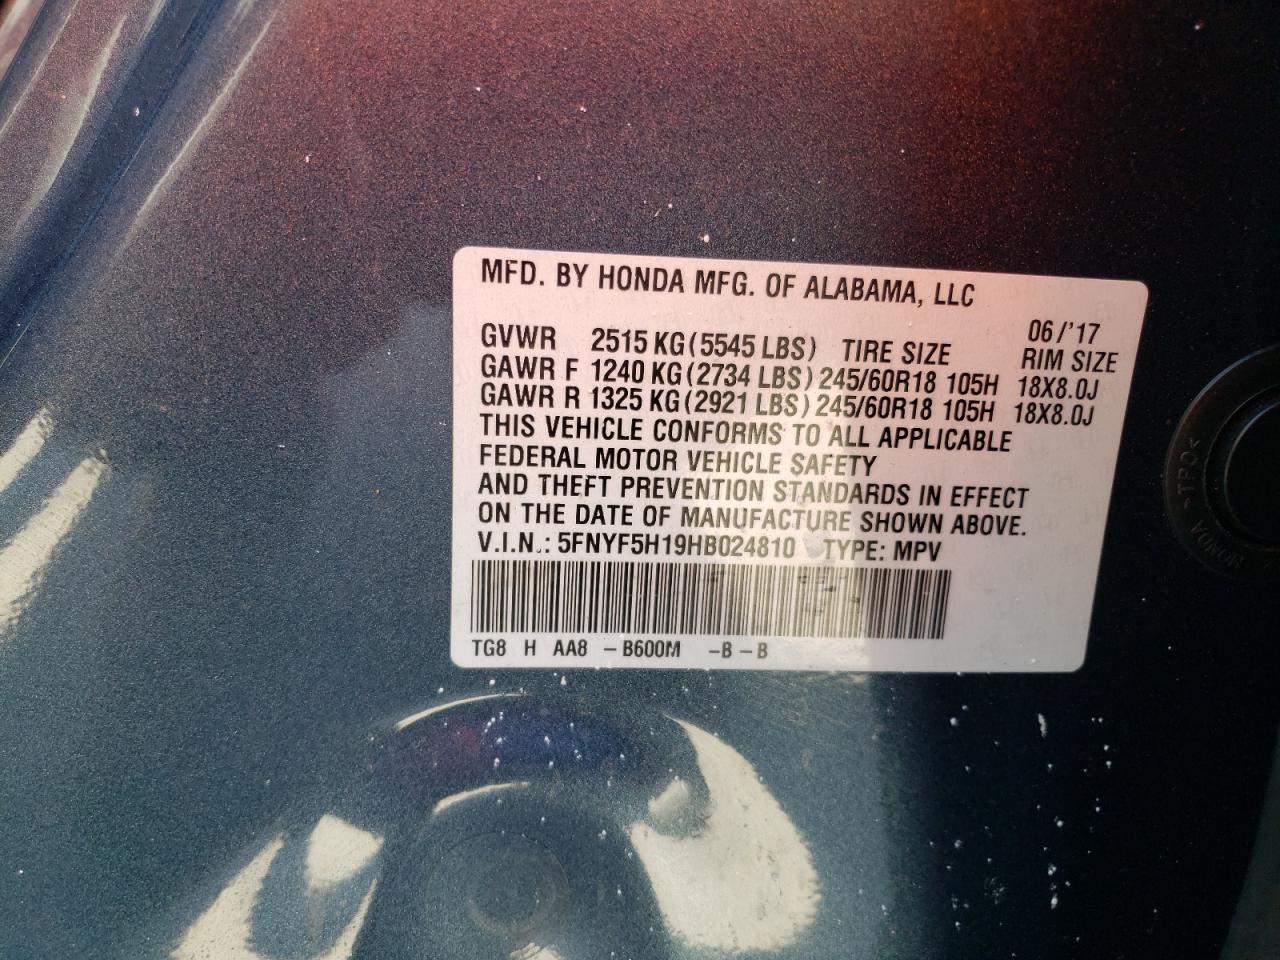 MFD. BY HONDA MFG. OF ALABAMA, LLC
06/'17
GVWR 2515 KG(5545 LBS) TIRE SIZE RIM SIZE
GAWR F 1240 KG(2734 LBS) 245/60R18 105H 18X8.0J
GAWR R 1325 KG(2921 LBS) 245/60R18 105H 18X8.0J
THIS VEHICLE CONFORMS TO ALL APPLICABLE
FEDERAL MOTOR VEHICLE SAFETY
AND THEFT PREVENTION STANDARDS IN EFFECT
ON THE DATE OF MANUFACTURE SHOWN ABOVE.
V.I.N.: 5FNYF5H19HB024810 TYPE: MPV
TG8 H AA8 -B600M -B-B
>TPO<
HONDA